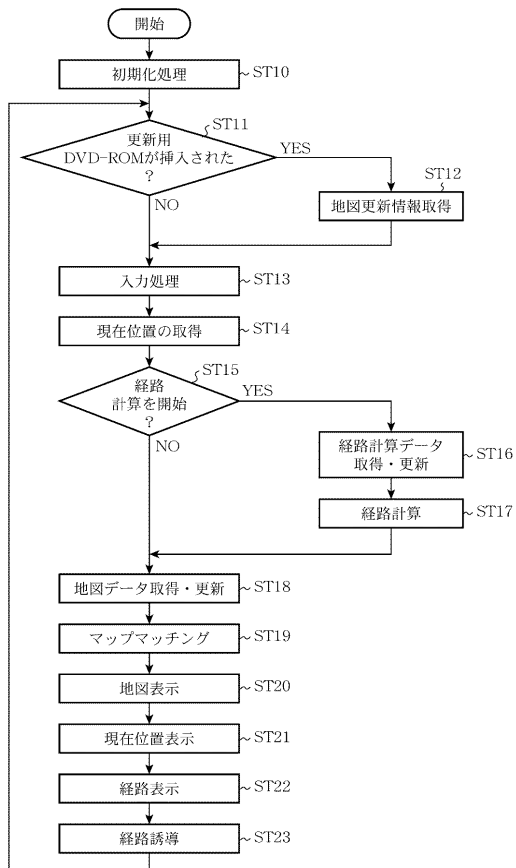 開始
初期化処理
ST10
ST11
更新用
DVD-ROMが挿入された
?
YES
NO
ST12
地図更新情報取得
入力処理
ST13
現在位置の取得
ST14
ST15
経路
計算を開始
?
YES
NO
経路計算データ
取得・更新
ST16
経路計算
ST17
地図データ取得・更新
ST18
マップマッチング
ST19
地図表示
ST20
現在位置表示
ST21
経路表示
ST22
経路誘導
ST23